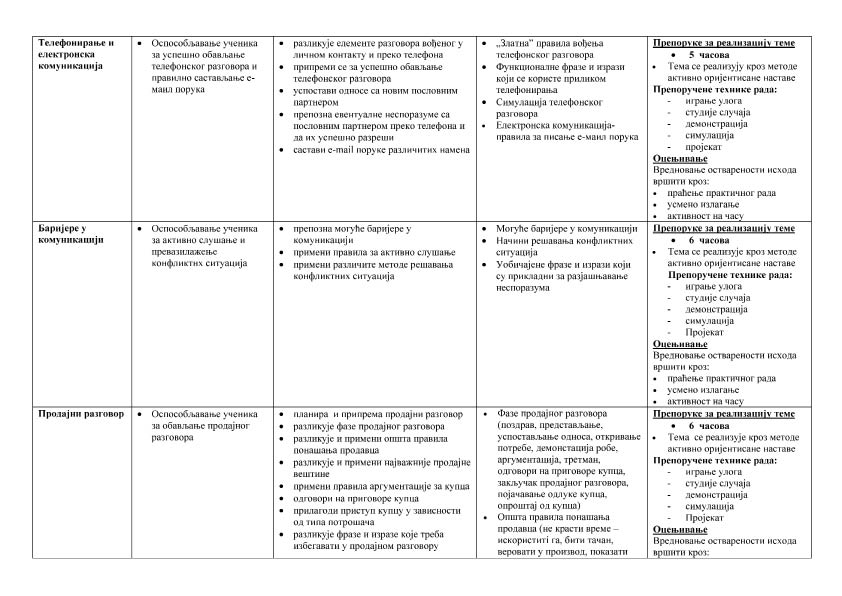 Телефонирање и
електронска
комуникација
• Оспособљавање ученика
за успешно обављање
телефонског разговора и
правилно састављање е-
маил порука
• разликује елементе разговора вођеног у
личном контакту и преко телефона
• припреми се за успешно обављање
телефонског разговора
• успостави односе са новим пословним
партнером
• препозна евентуалне неспоразуме са
пословним партнером преко телефона и
да их успешно разреши
• састави e-mail поруке различитих намена
• „Златна” правила вођења
телефонског разговора
• Функционалне фразе и изрази
који се користе приликом
телефонирања
• Симулација телефонског
разговора
• Електронска комуникација-
правила за писање е-маил порука
Препоруке за реализацију теме
• 5 часова
• Тема се реализују кроз методе
активно оријентисане наставе
Препоручене технике рада:
- играње улога
- студије случаја
- демонстрација
- симулација
- пројекат
Оцењивање
Вредновање остварености исхода
вршити кроз:
• праћење практичног рада
• усмено излагање
• активност на часу
Баријере у
комуникацији
• Оспособљавање ученика
за активно слушање и
превазилажење
конфликтних ситуација
• препозна могуће баријере у
комуникацији
• примени правила за активно слушање
• примени различите методе решавања
конфликтних ситуација
• Могуће баријере у комуникацији
• Начини решавања конфликтних
ситуација
• Уобичајене фразе и изрази који
су прикладни за разјашњавање
неспоразума
Препоруке за реализацију теме
• 6 часова
• Тема се реализује кроз методе
активно оријентисане наставе
Препоручене технике рада:
- играње улога
- студије случаја
- демонстрација
- симулација
- Пројекат
Оцењивање
Вредновање остварености исхода
вршити кроз:
• праћење практичног рада
• усмено излагање
• активност на часу
Продајни разговор
• Оспособљавање ученика
за обављање продајног
разговора
• планира и припрема продајни разговор
• разликује фазе продајног разговора
• разликује и примени општа правила
понашања продавца
• разликује и примени најважније продајне
вештине
• примени правила аргументације за купца
• одговори на приговоре купца
• прилагоди приступ купцу у зависности
од типа потрошача
• разликује фразе и изразе које треба
избегавати у продајном разговору
• Фазе продајног разговора
(поздрав, представљање,
успостављање односа, откривање
потребе, демонстација робе,
аргументација, третман,
одговори на приговоре купца,
закључак продајног разговора,
појачавање одлуке купца,
опроштај од купца)
• Општа правила понашања
продавца (не красти време –
искористити га, бити тачан,
веровати у производ, показати
Препоруке за реализацију теме
• 6 часова
• Тема се реализује кроз методе
активно оријентисане наставе
Препоручене технике рада:
- играње улога
- студије случаја
- демонстрација
- симулација
- Пројекат
Оцењивање
Вредновање остварености исхода
вршити кроз: